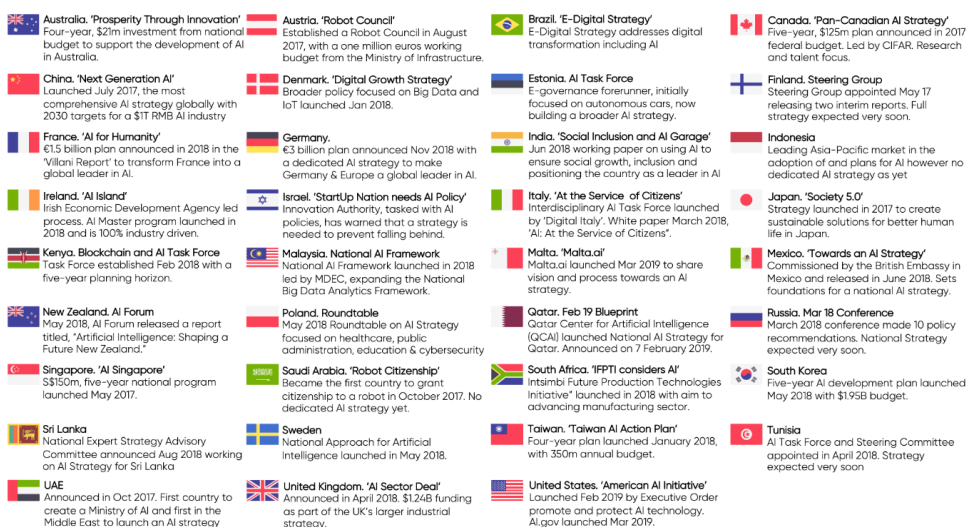 Australia. 'Prosperity Through Innovation'
Four-year, $21m investment from national
budget to support the development of AI
in Australia.
Austria. 'Robot Council'
Established a Robot Council in August
2017, with a one million euros working
budget from the Ministry of Infrastructure.
Brazil. 'E-Digital Strategy'
E-Digital Strategy addresses digital
transformation including AI
Canada. 'Pan-Canadian AI Strategy'
Five-year, $125m plan announced in 2017
federal budget. Led by CIFAR. Research
and talent focus.
China. 'Next Generation AI'
Launched July 2017, the most
comprehensive AI strategy globally with
2030 targets for a $1T RMB AI industry
Denmark. 'Digital Growth Strategy'
Broader policy focused on Big Data and
IoT launched Jan 2018.
Estonia. AI Task Force
E-governance forerunner, initially
focused on autonomous cars, now
building a broader AI strategy.
Finland. Steering Group
Steering Group appointed May 17
releasing two interim reports. Full
strategy expected very soon.
France. 'AI for Humanity'
€1.5 billion plan announced in 2018 in the
'Villani Report' to transform France into a
global leader in AI.
Germany.
€3 billion plan announced Nov 2018 with
a dedicated AI strategy to make
Germany & Europe a global leader in AI.
India. 'Social Inclusion and AI Garage'
Jun 2018 working paper on using AI to
ensure social growth, inclusion and
positioning the country as a leader in AI
Indonesia
Leading Asia-Pacific market in the
adoption of and plans for AI however no
dedicated AI strategy as yet
Ireland. 'AI Island'
Irish Economic Development Agency led
process. AI Master program launched in
2018 and is 100% industry driven.
Israel. 'StartUp Nation needs AI Policy'
Innovation Authority, tasked with AI
policies, has warned that a strategy is
needed to prevent falling behind.
Italy. 'At the Service of Citizens'
Interdisciplinary AI Task Force launched
by 'Digital Italy'. White paper March 2018,
'AI: At the Service of Citizens".
Japan. 'Society 5.0'
Strategy launched in 2017 to create
sustainable solutions for better human
life in Japan.
Kenya. Blockchain and AI Task Force
Task Force established Feb 2018 with a
five-year planning horizon.
Malaysia. National AI Framework
National AI Framework launched in 2018
led by MDEC, expanding the National
Big Data Analytics Framework.
Malta. 'Malta.ai'
Malta.ai launched Mar 2019 to share
vision and process towards an AI
strategy.
Mexico. 'Towards an AI Strategy'
Commissioned by the British Embassy in
Mexico and released in June 2018. Sets
foundations for a national AI strategy.
New Zealand. AI Forum
May 2018, AI Forum released a report
titled, "Artificial Intelligence: Shaping a
Future New Zealand."
Poland. Roundtable
May 2018 Roundtable on AI Strategy
focused on healthcare, public
administration, education & cybersecurity
Qatar. Feb 19 Blueprint
Qatar Center for Artificial Intelligence
(QCAI) launched National AI Strategy for
Qatar. Announced on 7 February 2019.
Russia. Mar 18 Conference
March 2018 conference made 10 policy
recommendations. National Strategy
expected very soon.
Singapore. 'AI Singapore'
S$150m, five-year national program
launched May 2017.
Saudi Arabia. 'Robot Citizenship'
Became the first country to grant
citizenship to a robot in October 2017. No
dedicated AI strategy yet.
South Africa. 'IFPTI considers AI'
Intsimbi Future Production Technologies
Initiative" launched in 2018 with aim to
advancing manufacturing sector.
South Korea
Five-year AI development plan launched
May 2018 with $1.95B budget.
Sri Lanka
National Expert Strategy Advisory
Committee announced Aug 2018 working
on AI Strategy for Sri Lanka
Sweden
National Approach for Artificial
Intelligence launched in May 2018.
Taiwan. 'Taiwan AI Action Plan'
Four-year plan launched January 2018,
with 350m annual budget.
Tunisia
AI Task Force and Steering Committee
appointed in April 2018. Strategy
expected very soon
UAE
Announced in Oct 2017. First country to
create a Ministry of AI and first in the
Middle East to launch an AI strategy
United Kingdom. 'AI Sector Deal'
Announced in April 2018. $1.24B funding
as part of the UK's larger industrial
strategy.
United States. 'American AI Initiative'
Launched Feb 2019 by Executive Order
promote and protect AI technology.
AI.gov launched Mar 2019.